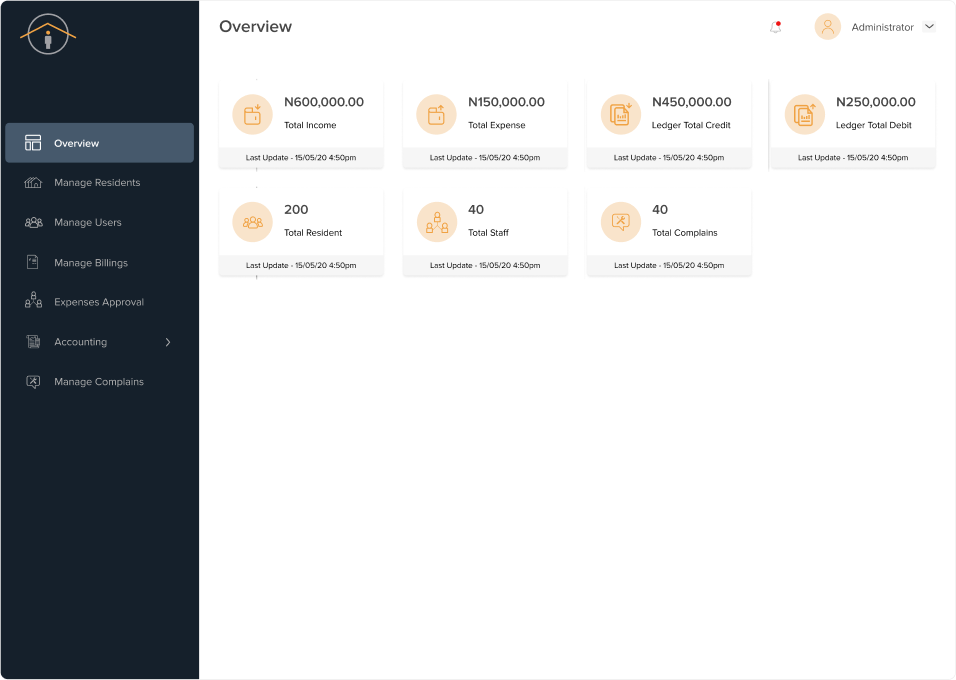 Overview
Administrator
Overview
Manage Residents
Manage Users
Manage Billings
Expenses Approval
Accounting
Manage Complains
N600,000.00
Total Income
Last Update - 15/05/20 4:50pm
N150,000.00
Total Expense
Last Update - 15/05/20 4:50pm
N450,000.00
Ledger Total Credit
Last Update - 15/05/20 4:50pm
N250,000.00
Ledger Total Debit
Last Update - 15/05/20 4:50pm
200
Total Resident
Last Update - 15/05/20 4:50pm
40
Total Staff
Last Update - 15/05/20 4:50pm
40
Total Complains
Last Update - 15/05/20 4:50pm